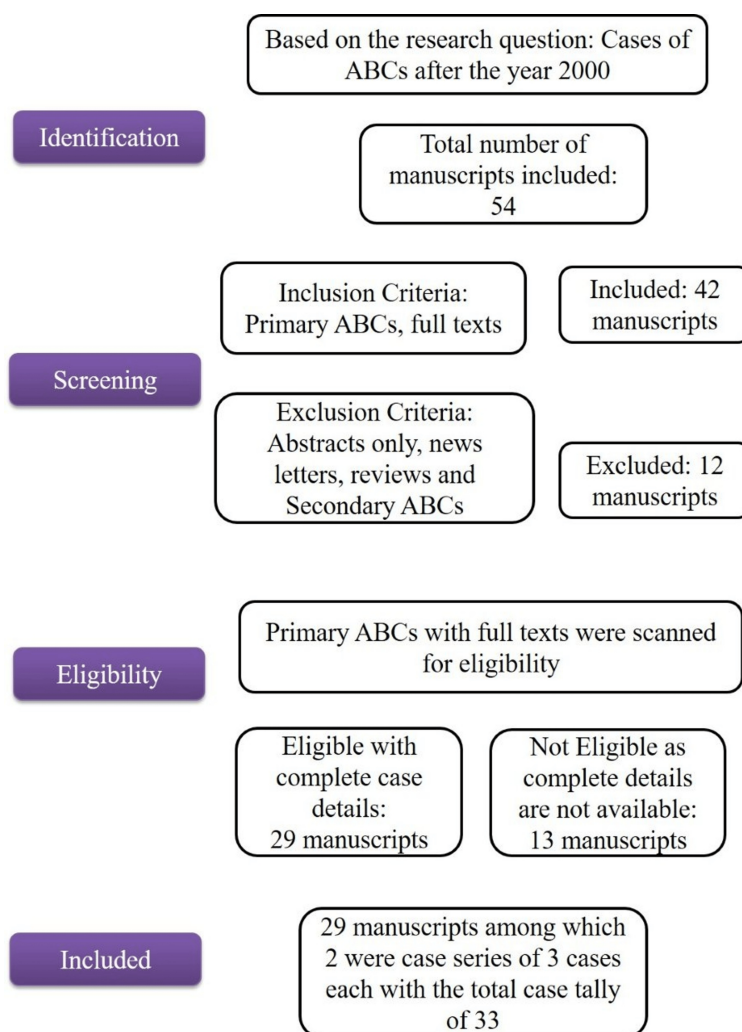 Based on the research question: Cases of
ABCs after the year 2000
Identification
Total number of
manuscripts included:
54
Inclusion Criteria:
Primary ABCs, full texts
Included: 42
manuscripts
Screening
Exclusion Criteria:
Abstracts only, news
letters, reviews and
Secondary ABCs
Excluded: 12
manuscripts
Primary ABCs with full texts were scanned
for eligibility
Eligibility
Eligible with
complete case
details:
29 manuscripts
Not Eligible as
complete details
are not available:
13 manuscripts
Included
29 manuscripts among which
2 were case series of 3 cases
each with the total case tally
of 33